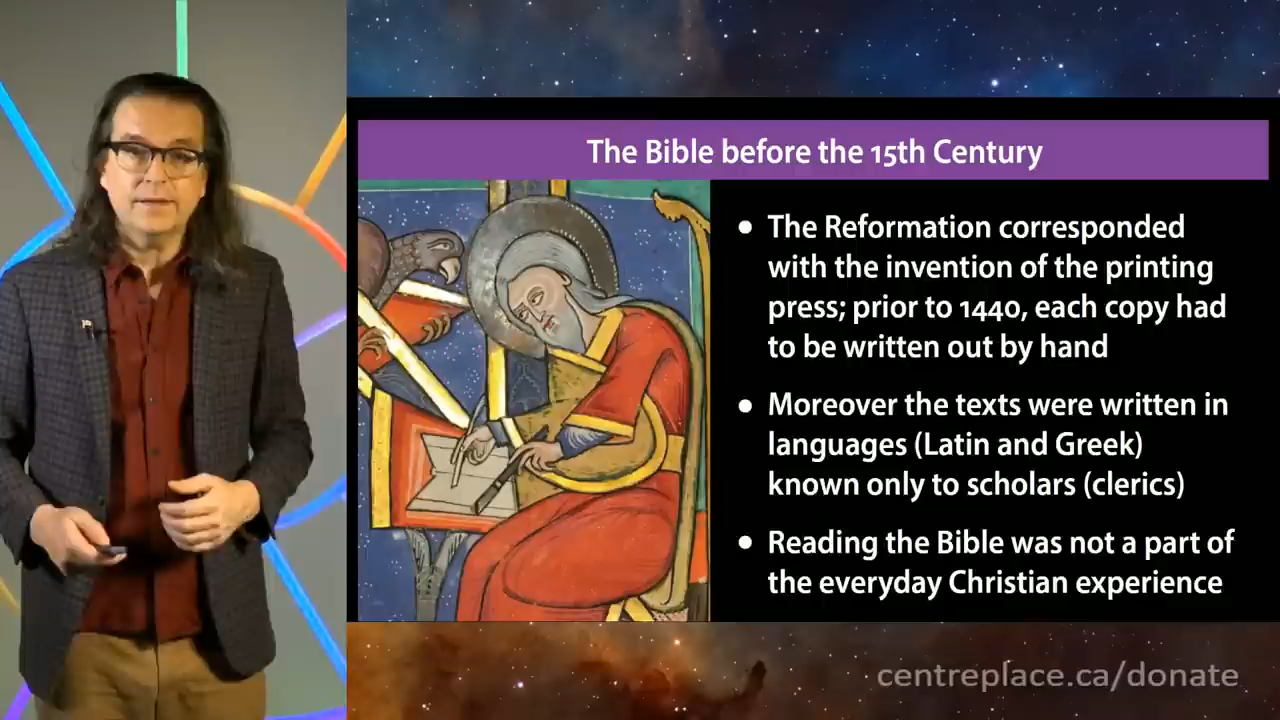 The Bible before the 15th Century
• The Reformation corresponded
with the invention of the printing
press; prior to 1440, each copy had
to be written out by hand
• Moreover the texts were written in
languages (Latin and Greek)
known only to scholars (clerics)
• Reading the Bible was not a part of
the everyday Christian experience
centreplace.ca/donate